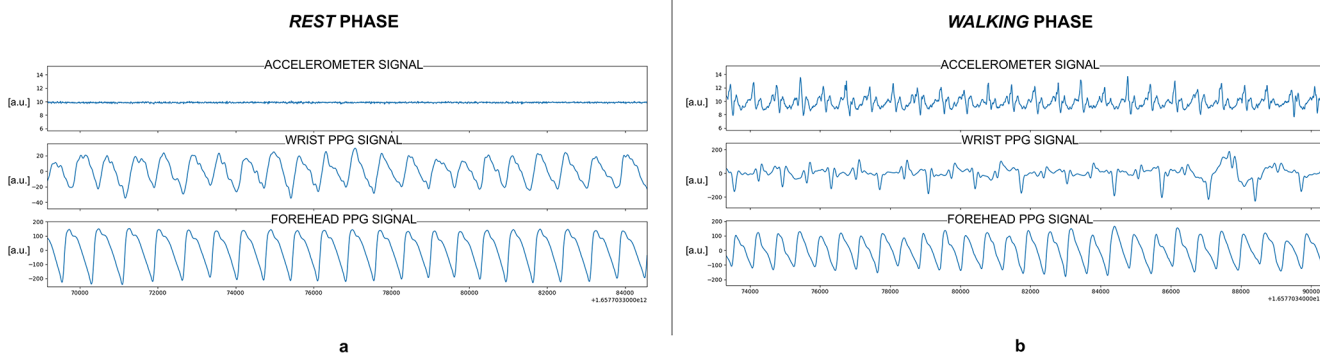 REST PHASE
ACCELEROMETER SIGNAL
14
12
[a.u.] 10
8
6
WRIST PPG SIGNAL
20
[a.u.] 0
−20
−40
FOREHEAD PPG SIGNAL
200
100
[a.u.] 0
−100
−200
70000 72000 74000 76000 78000 80000 82000 84000
+1.6577033000e12
a
WALKING PHASE
ACCELEROMETER SIGNAL
14
12
[a.u.] 10
8
6
WRIST PPG SIGNAL
200
[a.u.] 0
−200
FOREHEAD PPG SIGNAL
200
100
[a.u.] 0
−100
−200
74000 76000 78000 80000 82000 84000 86000 88000 90000
+1.6577034000e1
b